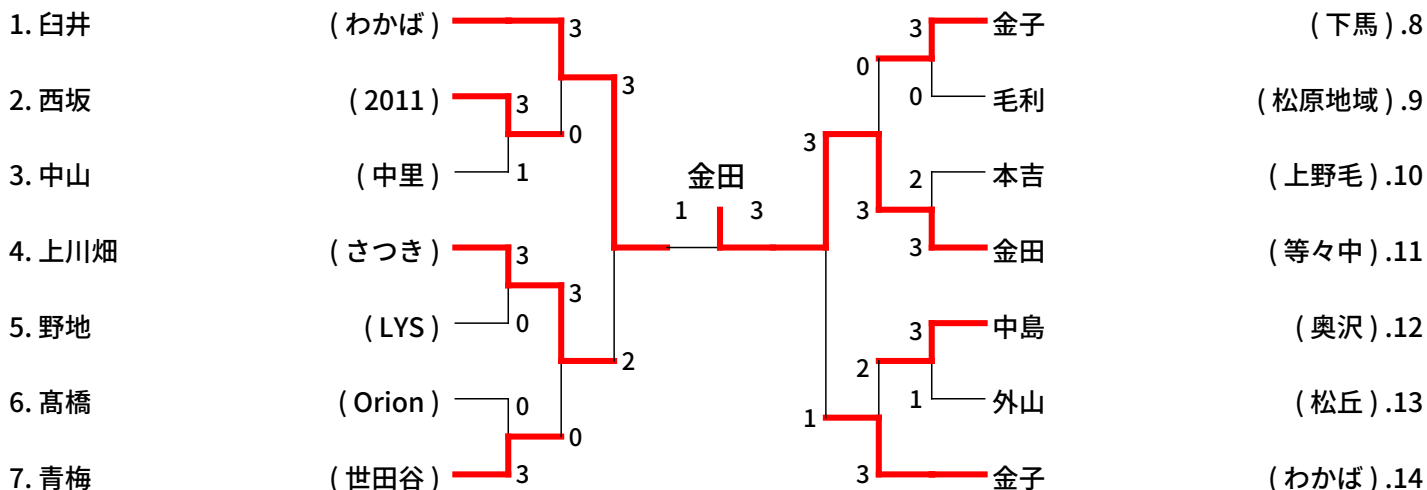 1. 臼井 ( わかば ) 3 3 金子 ( 下馬 ) .8
3 0
2. 西坂 ( 2011 ) 3 0 毛利 ( 松原地域 ) .9
0 3
3. 中山 ( 中里 ) 1 金田 2 本吉 ( 上野毛 ) .10
1 3 3
4. 上川畑 ( さつき ) 3 3 金田 ( 等々中 ) .11
3
5. 野地 ( LYS ) 0 3 中島 ( 奥沢 ) .12
2 2
6. 髙橋 ( Orion ) 0 1 外山 ( 松丘 ) .13
0 1
7. 青梅 ( 世田谷 ) 3 3 金子 ( わかば ) .14